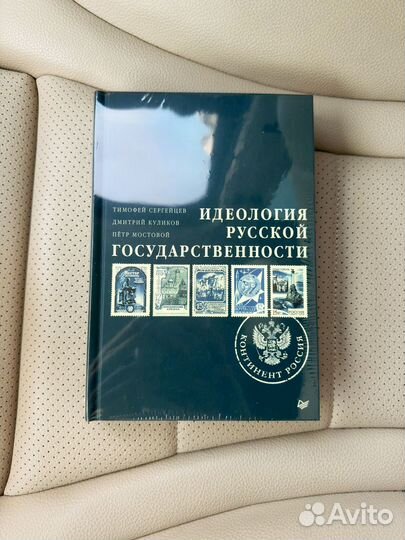 ТИМОФЕЙ СЕРГЕЙЦЕВ
ДМИТРИЙ КУЛИКОВ
ПЁТР МОСТОВОЙ
ИДЕОЛОГИЯ
РУССКОЙ
ГОСУДАРСТВЕННОСТИ
КОНТИНЕНТ РОССИЯ
Avito